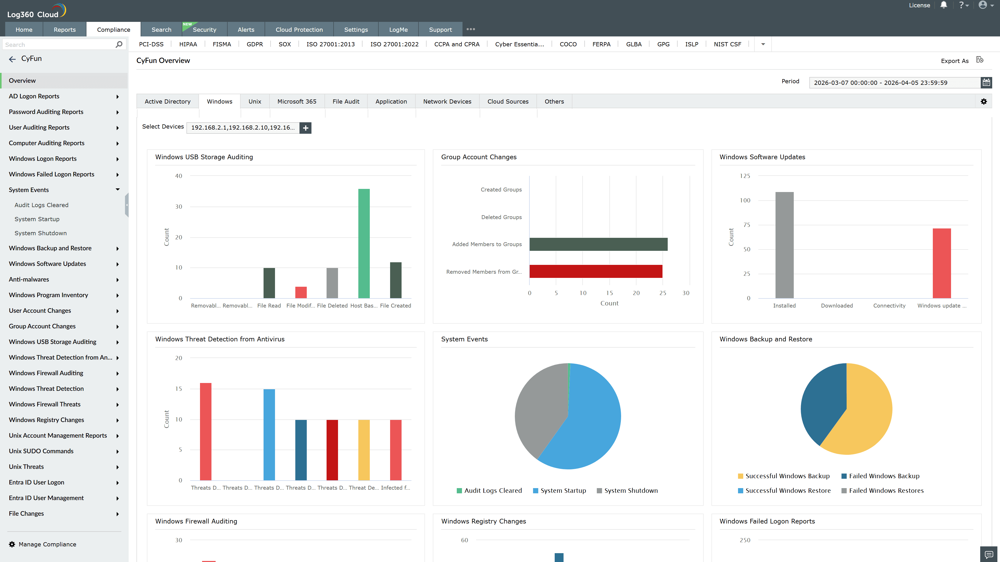 License
?
Log360 Cloud
Home
Reports
Compliance
Search
NEW
Security
Alerts
Cloud Protection
Settings
LogMe
Support
Search
PCI-DSS
HIPAA
FISMA
GDPR
SOX
ISO 27001:2013
ISO 27001:2022
CCPA and CPRA
Cyber Essentia...
COCO
FERPA
GLBA
GPG
ISLP
NIST CSF
CyFun
Overview
AD Logon Reports
Password Auditing Reports
User Auditing Reports
Computer Auditing Reports
Windows Logon Reports
Windows Failed Logon Reports
System Events
Audit Logs Cleared
System Startup
System Shutdown
Windows Backup and Restore
Windows Software Updates
Anti-malwares
Windows Program Inventory
User Account Changes
Group Account Changes
Windows USB Storage Auditing
Windows Threat Detection from An...
Windows Firewall Auditing
Windows Threat Detection
Windows Firewall Threats
Windows Registry Changes
Unix Account Management Reports
Unix SUDO Commands
Unix Threats
Entra ID User Logon
Entra ID User Management
File Changes
Manage Compliance
CyFun Overview
Export As
Period
2026-03-07 00:00:00 - 2026-04-05 23:59:59
Active Directory
Windows
Unix
Microsoft 365
File Audit
Application
Network Devices
Cloud Sources
Others
Select Devices
192.168.2.1,192.168.2.10,192.16...
Windows USB Storage Auditing
40
30
20
10
0
Count
Removabl...
Removabl...
File Read
File Modif...
File Deleted
Host Bas...
File Created
Group Account Changes
Created Groups
Deleted Groups
Added Members to Groups
Removed Members from Gr...
0
5
10
15
20
25
30
Count
Windows Software Updates
125
100
75
50
25
0
Count
Installed
Downloaded
Connectivity
Windows update ...
Windows Threat Detection from Antivirus
20
15
10
5
0
Count
Threats D...
Threats D...
Threats D...
Threats D...
Threats D...
Threat De...
Infected f...
System Events
Audit Logs Cleared
System Startup
System Shutdown
Windows Backup and Restore
Successful Windows Backup
Failed Windows Backup
Successful Windows Restore
Failed Windows Restores
Windows Firewall Auditing
30
Windows Registry Changes
60
Windows Failed Logon Reports
250